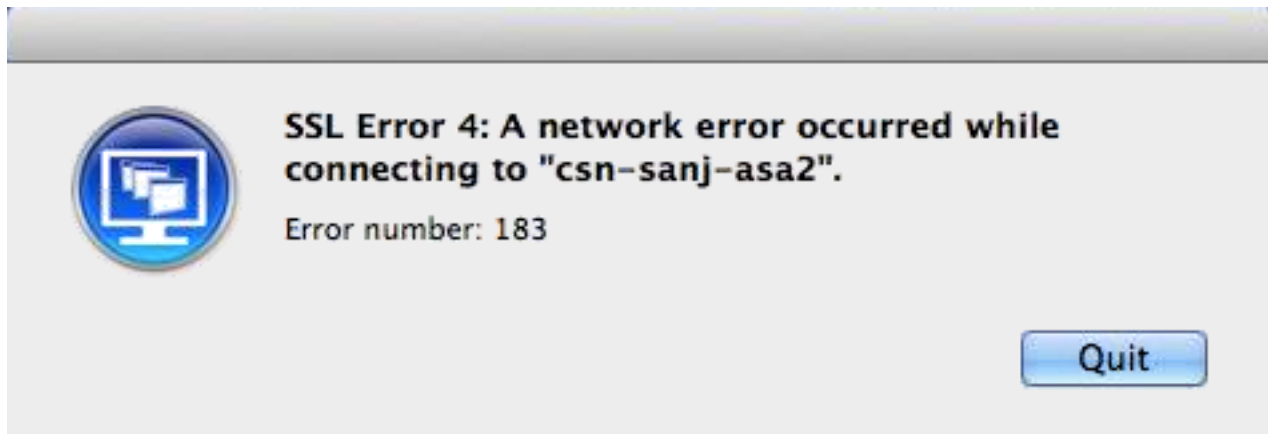 SSL Error 4: A network error occurred while
connecting to "csn-sanj-asa2".
Error number: 183
Quit